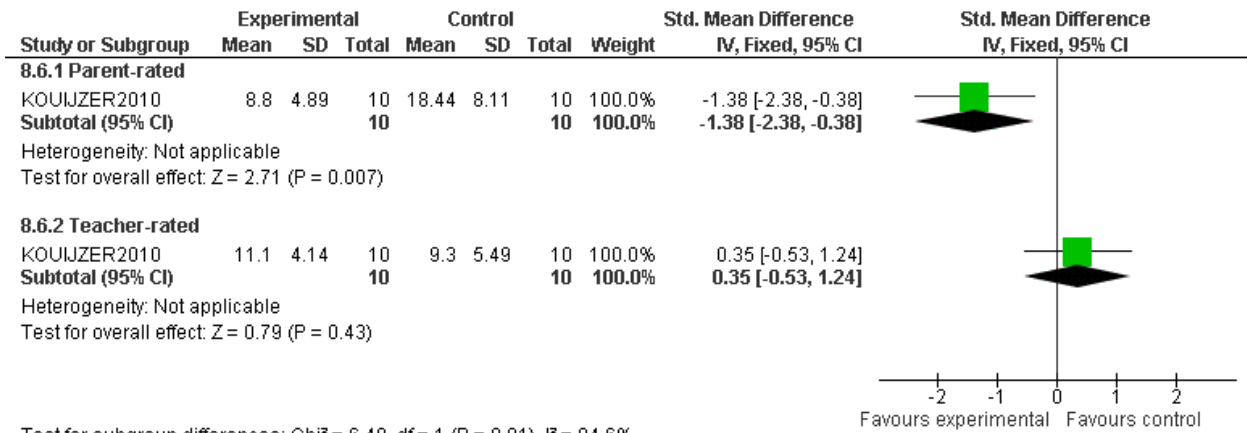 Experimental Control Std. Mean Difference Std. Mean Difference
Study or Subgroup Mean SD Total Mean SD Total Weight IV, Fixed, 95% CI IV, Fixed, 95% CI
8.6.1 Parent-rated
KOUIJZER2010 8.8 4.89 10 18.44 8.11 10 100.0% -1.38 [-2.38, -0.38]
Subtotal (95% CI) 10 10 100.0% -1.38 [-2.38, -0.38]
Heterogeneity: Not applicable
Test for overall effect: Z = 2.71 (P = 0.007)
8.6.2 Teacher-rated
KOUIJZER2010 11.1 4.14 10 9.3 5.49 10 100.0% 0.35 [-0.53, 1.24]
Subtotal (95% CI) 10 10 100.0% 0.35 [-0.53, 1.24]
Heterogeneity: Not applicable
Test for overall effect: Z = 0.79 (P = 0.43)
-2 -1 0 1 2
Favours experimental Favours control
Test for subgroup differences: